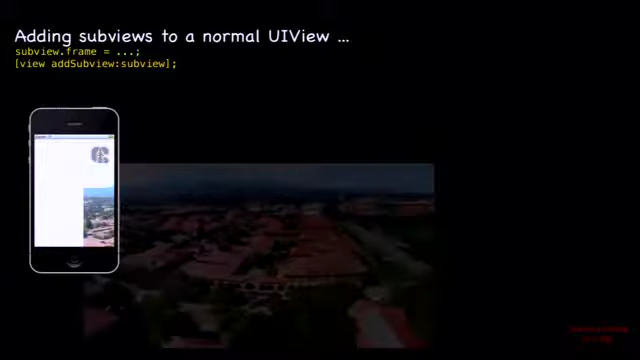 Adding subviews to a normal UIView ...
subview.frame = ...;
[view addSubview:subview];